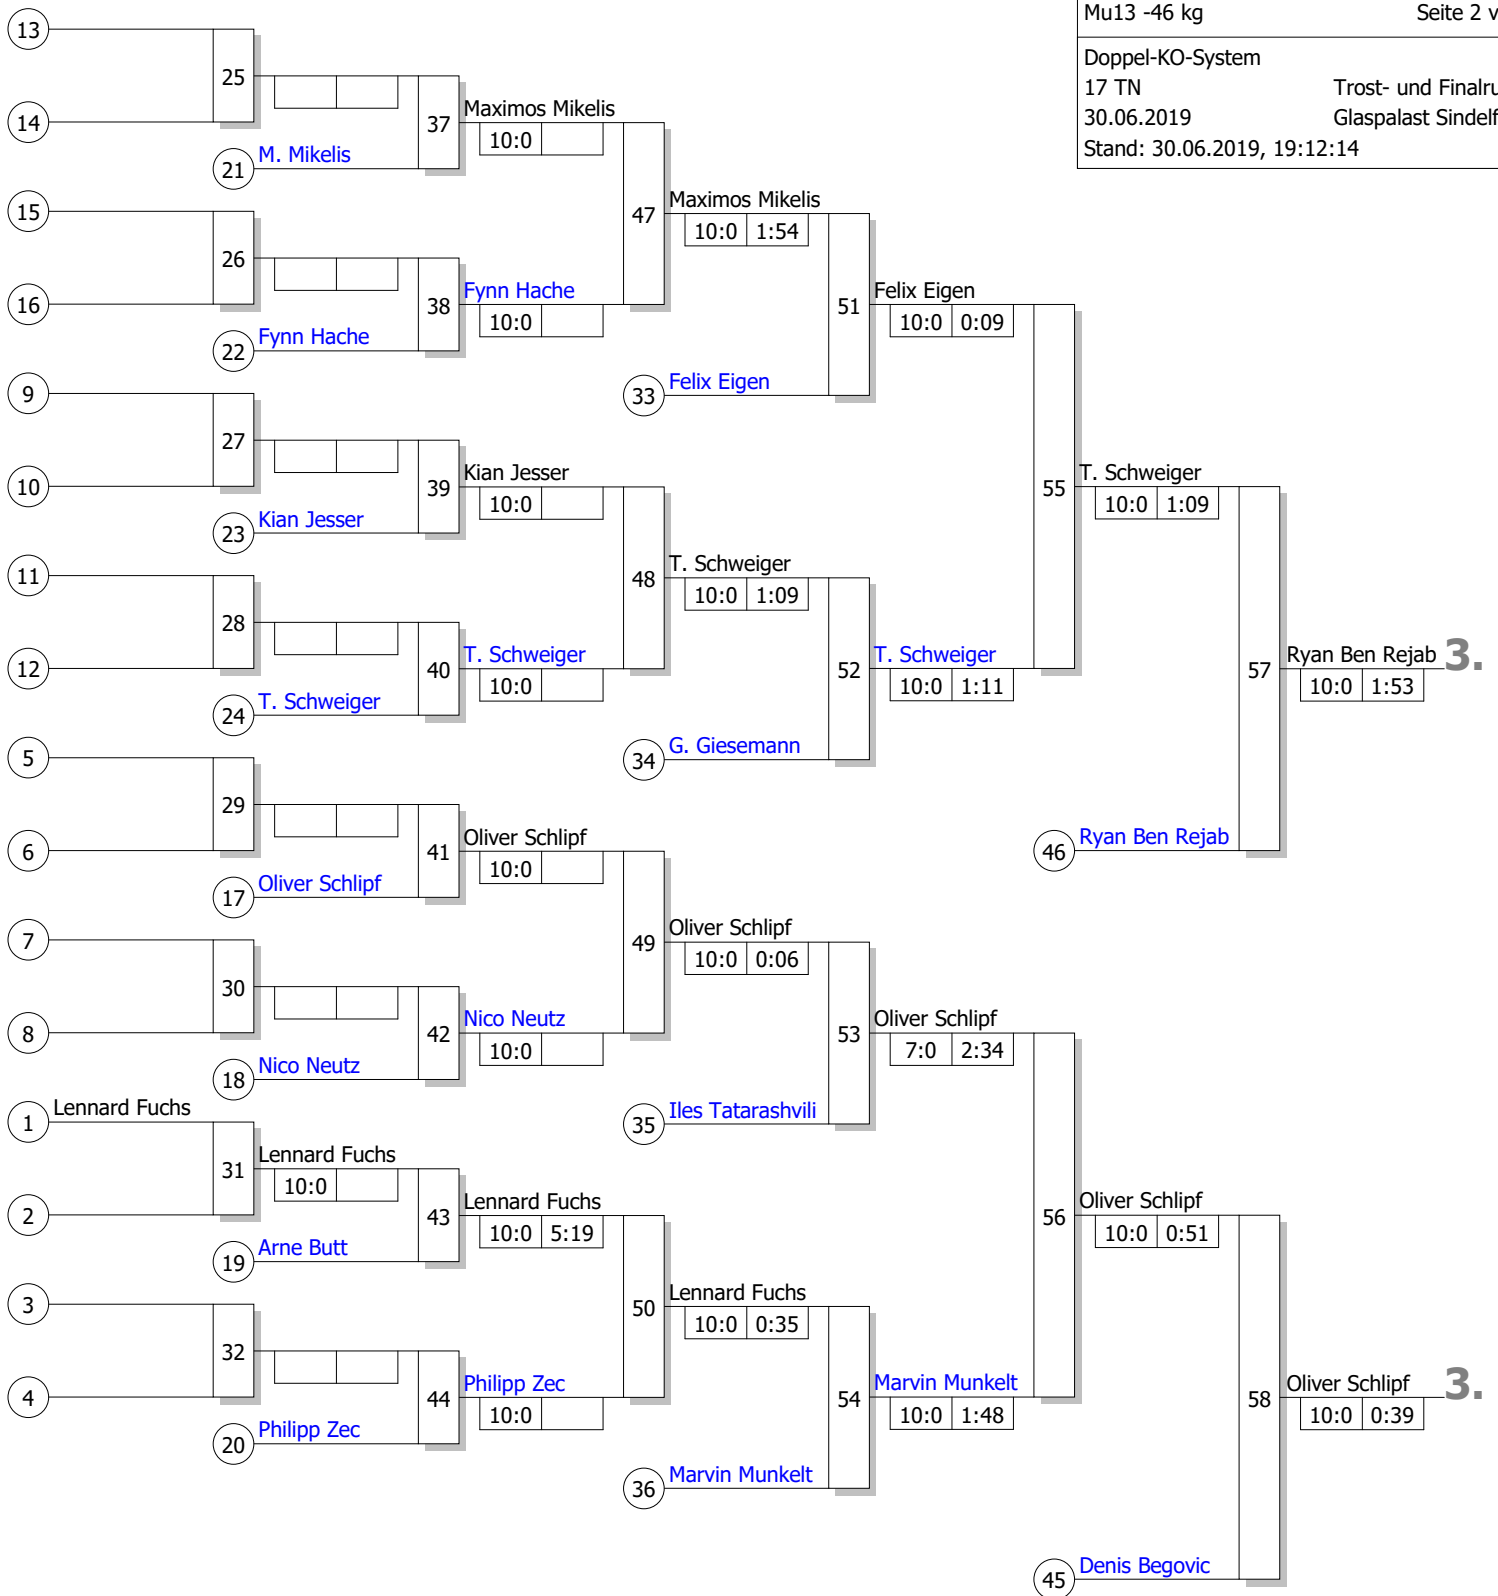 Mu13 -46 kg Seite 2 v
Doppel-KO-System
17 TN Trost- und Finalru
30.06.2019 Glaspalast Sindelf
Stand: 30.06.2019, 19:12:14
13
25
14
37
Maximos Mikelis
10:0
21 M. Mikelis
15
47
Maximos Mikelis
10:0 1:54
26
16
38
Fynn Hache
10:0
22 Fynn Hache
51
Felix Eigen
10:0 0:09
9
33 Felix Eigen
27
10
39
Kian Jesser
10:0
23 Kian Jesser
55
T. Schweiger
10:0 1:09
11
48
T. Schweiger
10:0 1:09
28
12
40
T. Schweiger
10:0
24 T. Schweiger
52
T. Schweiger
10:0 1:11
57
Ryan Ben Rejab 3.
10:0 1:53
5
34 G. Giesemann
29
6
41
Oliver Schlipf
10:0
46 Ryan Ben Rejab
17 Oliver Schlipf
7
49
Oliver Schlipf
10:0 0:06
30
8
42
Nico Neutz
10:0
18 Nico Neutz
53
Oliver Schlipf
7:0 2:34
1 Lennard Fuchs
35 Iles Tatarashvili
31
Lennard Fuchs
10:0
2
43
Lennard Fuchs
10:0 5:19
19 Arne Butt
56
Oliver Schlipf
10:0 0:51
3
50
Lennard Fuchs
10:0 0:35
32
4
44
Philipp Zec
10:0
20 Philipp Zec
54
Marvin Munkelt
10:0 1:48
58
Oliver Schlipf 3.
10:0 0:39
36 Marvin Munkelt
45 Denis Begovic